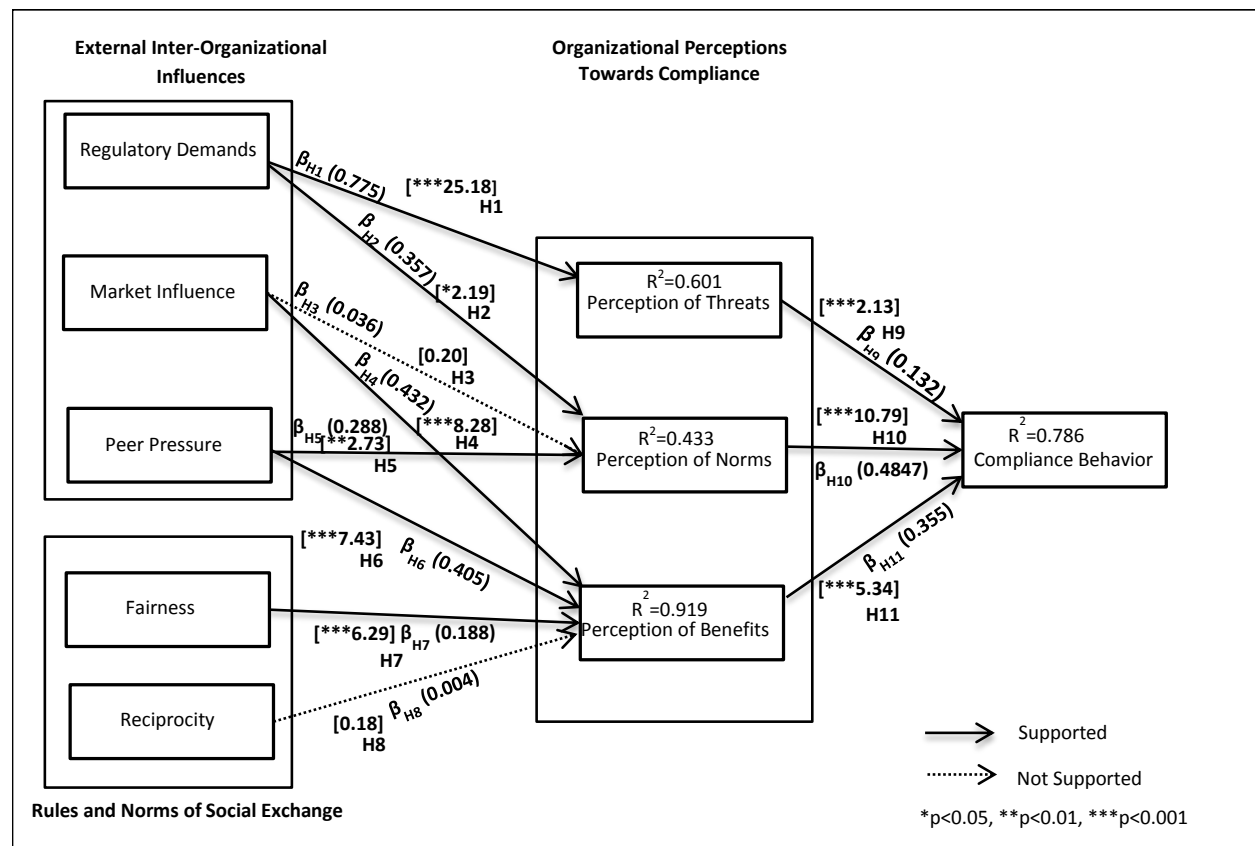 External Inter-Organizational
Influences
Organizational Perceptions
Towards Compliance
Regulatory Demands
Market Influence
Peer Pressure
Fairness
Reciprocity
Rules and Norms of Social Exchange
βH1 (0.775)
[***25.18]
H1
βH2 (0.357)
[*2.19]
H2
βH3 (0.036)
[0.20]
H3
βH4 (0.432)
[***8.28]
H4
βH5 (0.288)
[**2.73]
H5
[***7.43]
H6
βH6 (0.405)
[***6.29] βH7 (0.188)
H7
[0.18] βH8 (0.004)
H8
R²=0.601
Perception of Threats
R²=0.433
Perception of Norms
R²=0.919
Perception of Benefits
[***2.13]
H9
βH9 (0.132)
[***10.79]
H10
βH10 (0.4847)
βH11 (0.355)
[***5.34]
H11
R²=0.786
Compliance Behavior
Supported
Not Supported
*p<0.05, **p<0.01, ***p<0.001